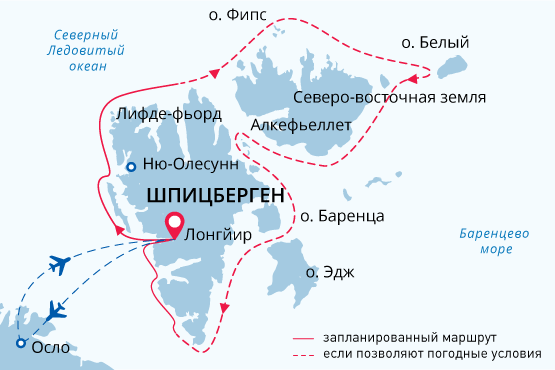 о. Фипс
Северный
Ледовитый
океан
о. Белый
Северо-восточная земля
Лифде-фьорд
Алкефьеллет
Ню-Олесунн
ШПИЦБЕРГЕН
о. Баренца
Лонгйир
Баренцево
море
о. Эдж
Осло
запланированный маршрут
если позволяют погодные условия